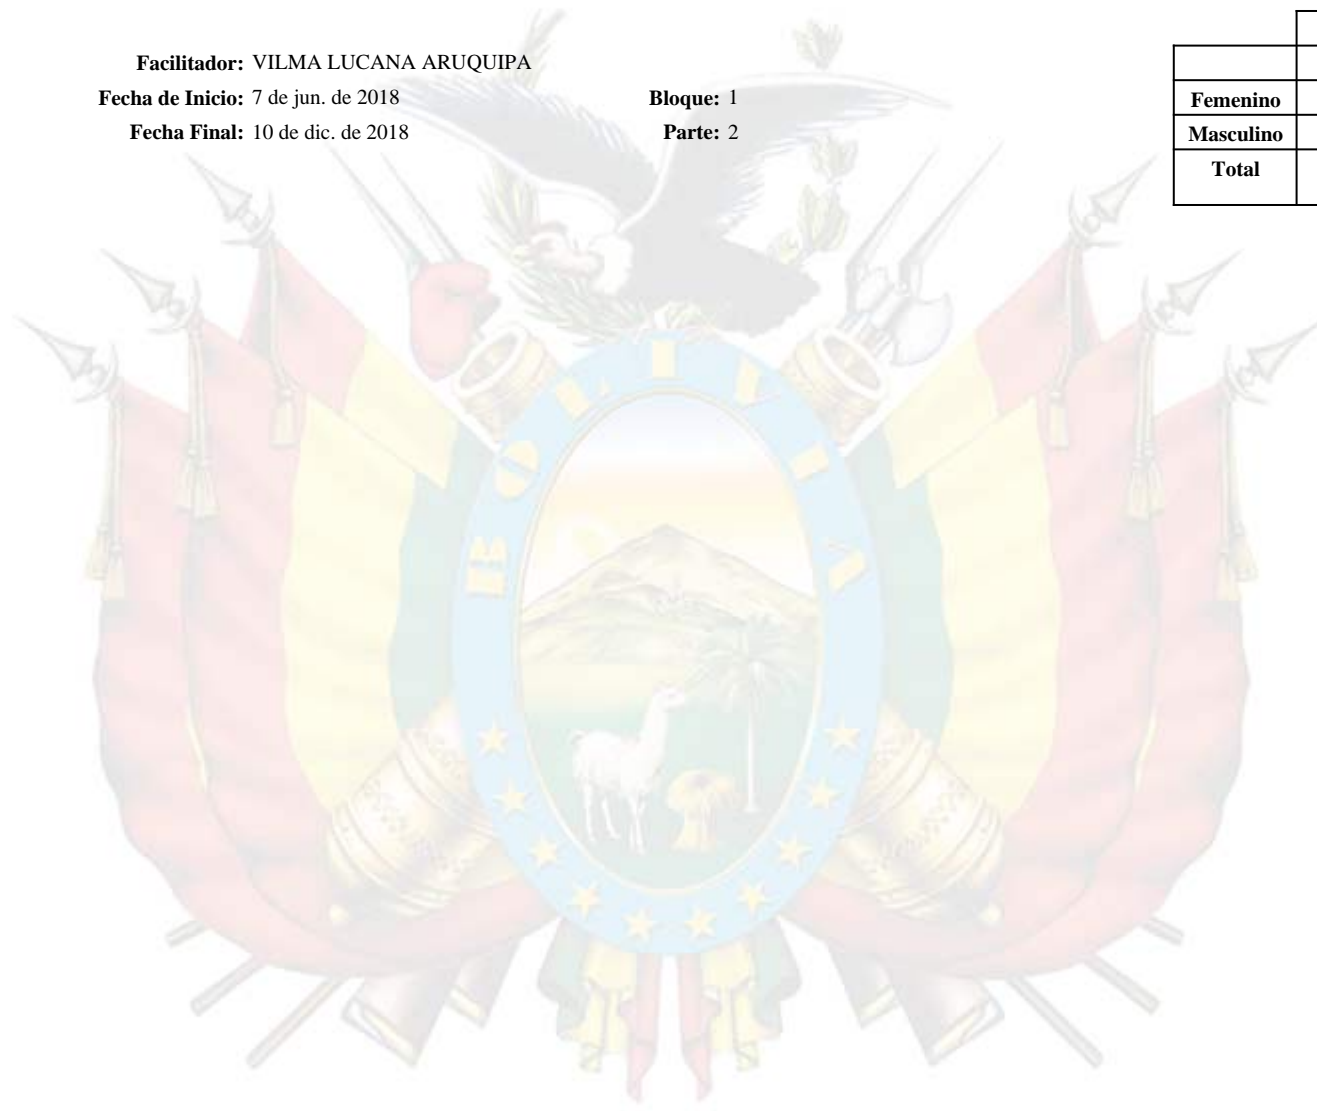 Facilitador: VILMA LUCANA ARUQUIPA
Fecha de Inicio: 7 de jun. de 2018 Bloque: 1
Fecha Final: 10 de dic. de 2018 Parte: 2
Femenino
Masculino
Total
BOLIVIA